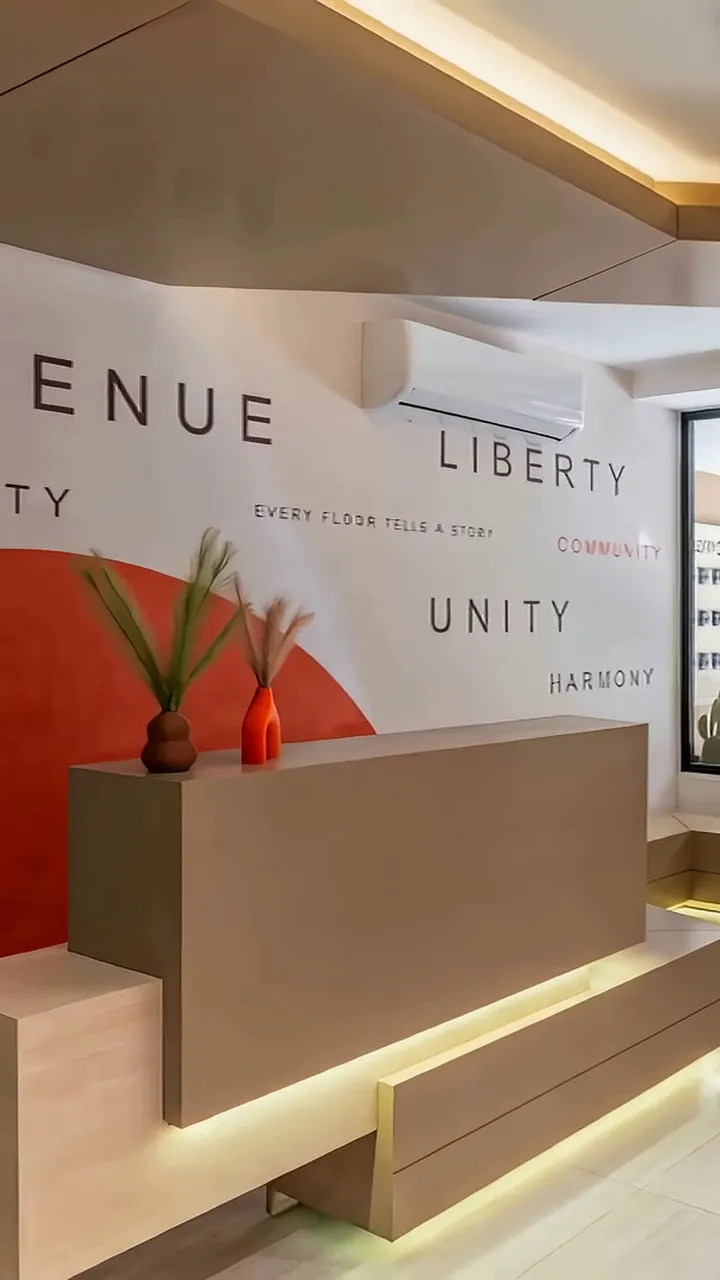 ENUE
LIBERTY
TY
EVERY FLOOR TELLS A STORY
COMMUNITY
UNITY
HARMONY